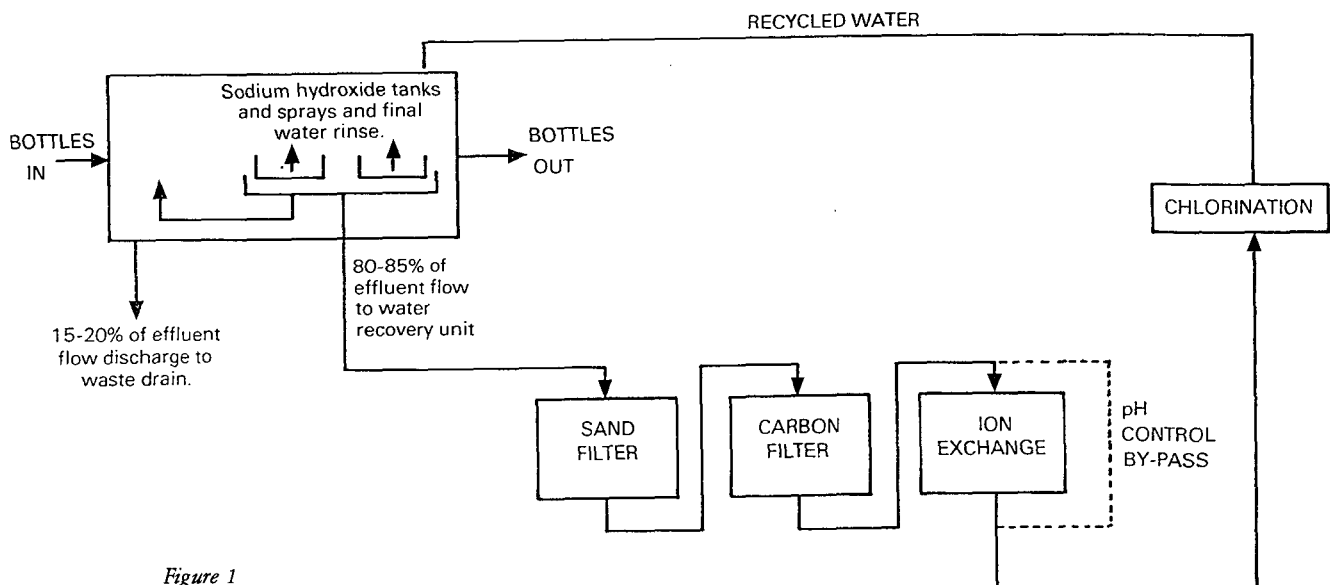 RECYCLED WATER
Sodium hydroxide tanks
and sprays and final
water rinse.
BOTTLES
IN
BOTTLES
OUT
CHLORINATION
80-85% of
effluent flow
to water
recovery unit
15-20% of effluent
flow discharge to
waste drain.
SAND
FILTER
CARBON
FILTER
ION
EXCHANGE
pH
CONTROL
BY-PASS
Figure 1